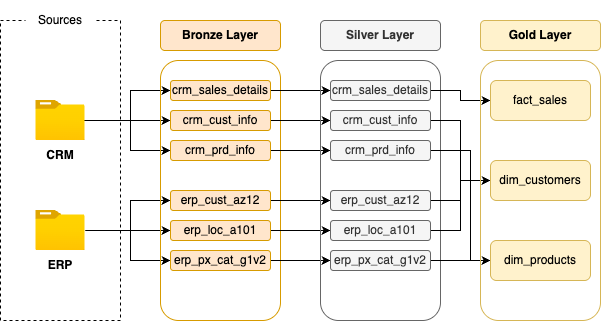 Sources
Bronze Layer
Silver Layer
Gold Layer
crm_sales_details
crm_sales_details
fact_sales
crm_cust_info
crm_cust_info
CRM
crm_prd_info
crm_prd_info
dim_customers
erp_cust_az12
erp_cust_az12
erp_loc_a101
erp_loc_a101
ERP
erp_px_cat_g1v2
erp_px_cat_g1v2
dim_products